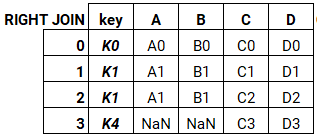 RIGHT JOIN key A B C D
0 K0 A0 B0 C0 D0
1 K1 A1 B1 C1 D1
2 K1 A1 B1 C2 D2
3 K4 NaN NaN C3 D3